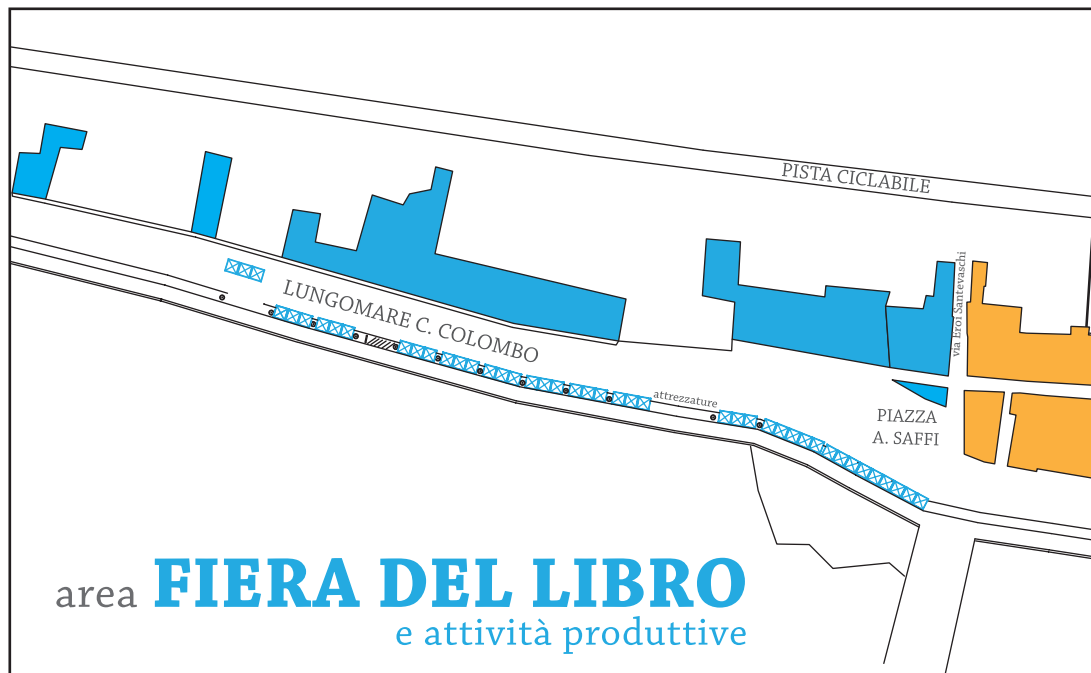 PISTA CICLABILE
via Eroi Santevaschi
LUNGOMARE C. COLOMBO
attrezzature
PIAZZA
A. SAFFI
area FIERA DEL LIBRO
e attività produttive